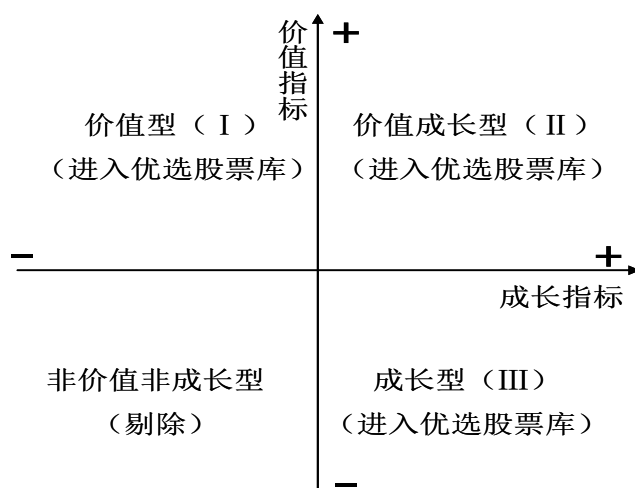 价值指标
+
价值型（Ⅰ）
（进入优选股票库）
价值成长型（Ⅱ）
（进入优选股票库）
－
+
成长指标
非价值非成长型
（剔除）
成长型（Ⅲ）
（进入优选股票库）
－